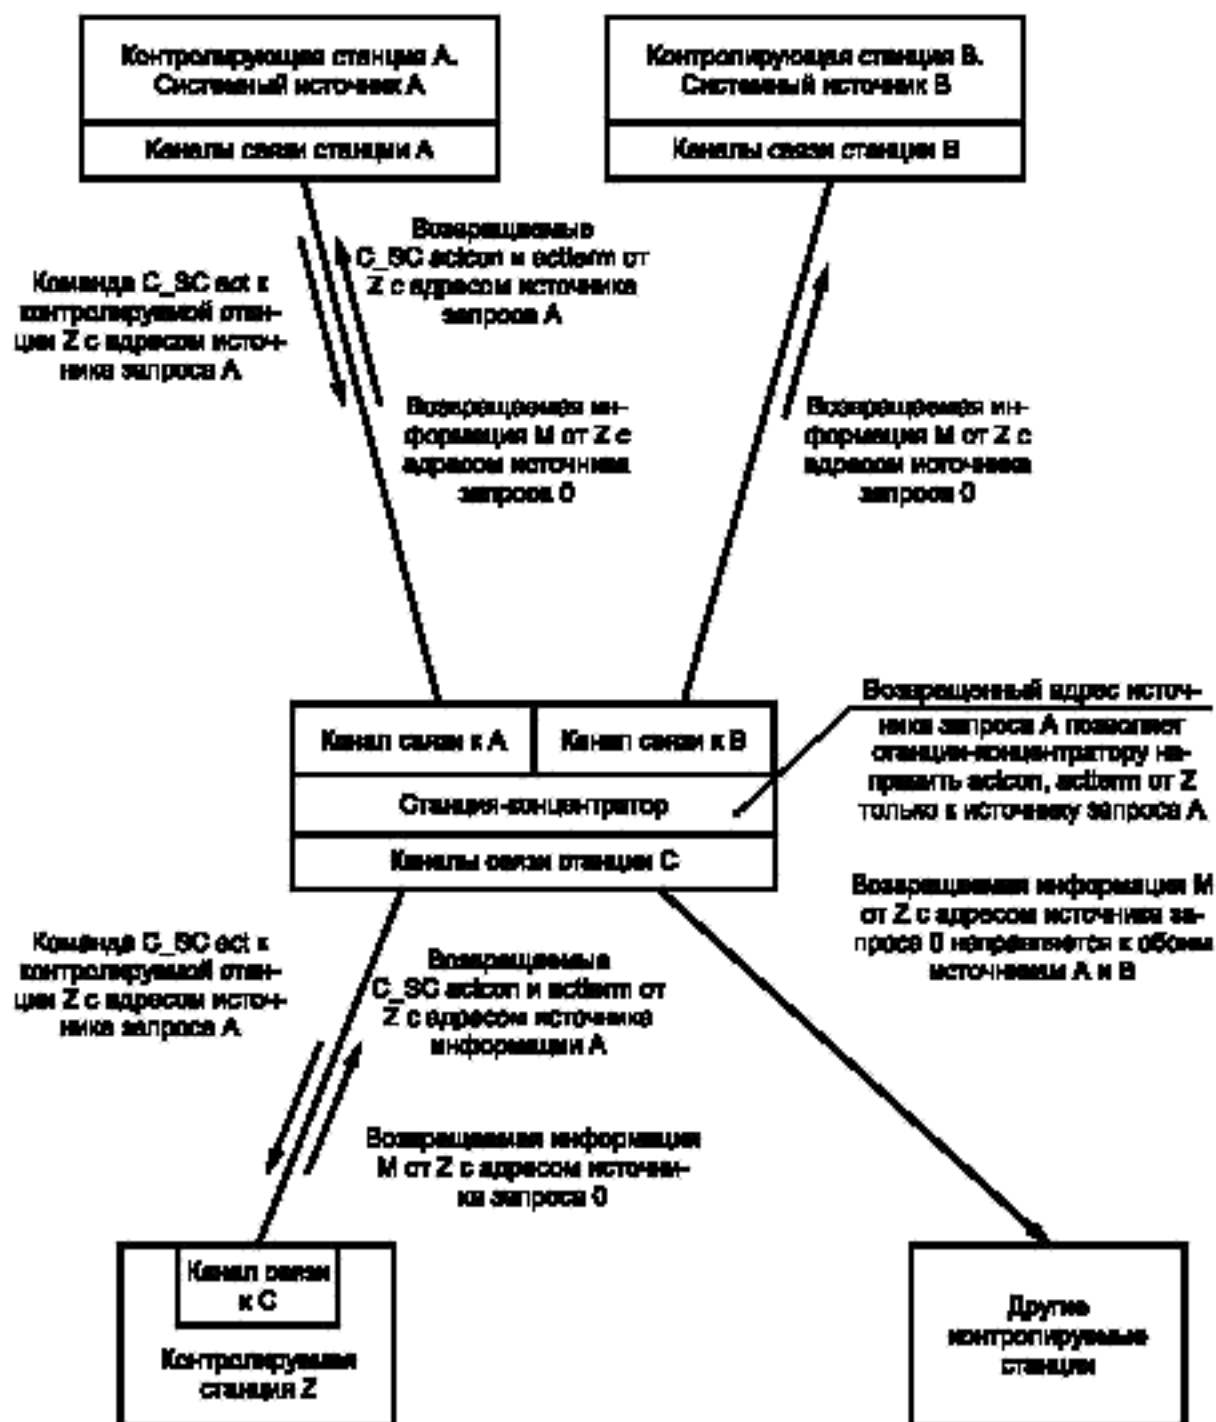 Контролирующая станция А.
Системный источник А
Каналы связи станции А
Контролирующая станция В.
Системный источник В
Каналы связи станции В
Команда C_SC act к
контролируемой стан-
ции Z с адресом источ-
ника запроса А
Возвращаемые
C_SC actcon и actterm от
Z с адресом источника
запроса А
Возвращаемая ин-
формация М от Z с
адресом источника
запроса 0
Возвращаемая ин-
формация М от Z с
адресом источника
запроса 0
Канал связи к А
Канал связи к В
Станция-концентратор
Каналы связи станции С
Возвращенный адрес источ-
ника запроса А позволяет
станции-концентратору на-
править actcon, actterm от Z
только к источнику запроса А
Возвращаемая информация М
от Z с адресом источника за-
проса 0 направляется к обоим
источникам А и В
Команда C_SC act к
контролируемой стан-
ции Z с адресом источ-
ника запроса А
Возвращаемые
C_SC actcon и actterm от
Z с адресом источника
информации А
Возвращаемая информация
М от Z с адресом источни-
ка запроса 0
Канал связи
к С
Контролируемая
станция Z
Другие
контролируемые
станции